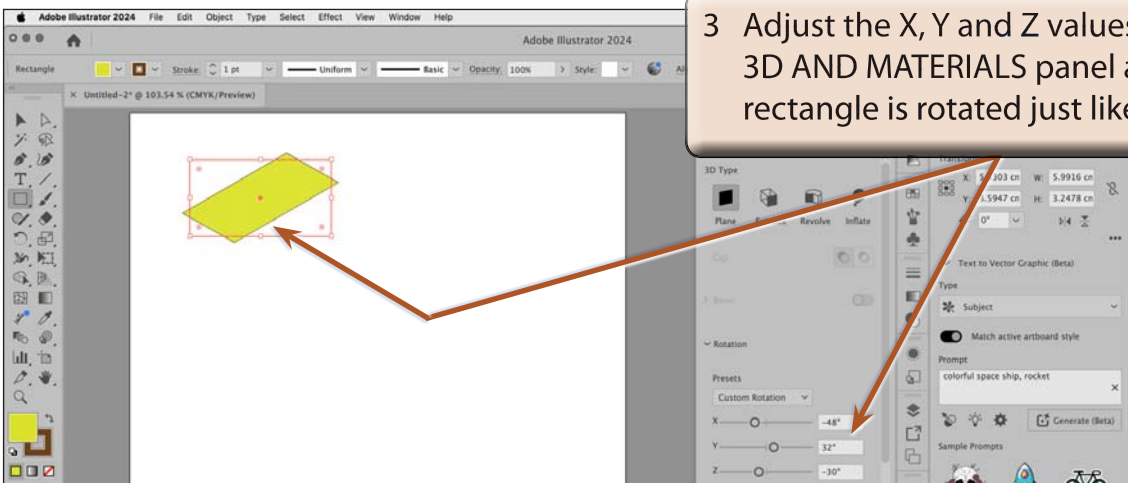 Adobe Illustrator 2024 File Edit Object Type Select Effect View Window Help
Adobe Illustrator 2024
Rectangle Stroke: 1 pt Uniform Basic Opacity: 100% Style:
× Untitled-2* @ 103.54 % (CMYK/Preview)
3 Adjust the X, Y and Z values
3D AND MATERIALS panel
rectangle is rotated just like
3D Type
Plane Revolve Inflate
Cap
Rotation
Presets
Custom Rotation
X -48°
Y 32°
Z -30°
X: cm W: 5.9916 cm
Y: .5947 cm H: 3.2478 cm
0°
Text to Vector Graphic (Beta)
Type
Subject
Match active artboard style
Prompt
colorful space ship, rocket
Generate (Beta)
Sample Prompts